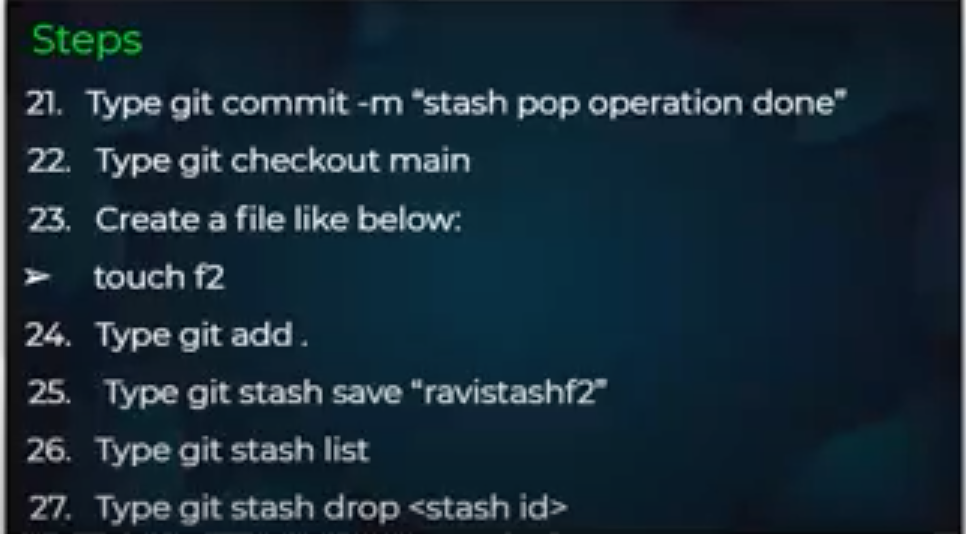 Steps
21. Type git commit -m “stash pop operation done”
22. Type git checkout main
23. Create a file like below:
➢ touch f2
24. Type git add .
25. Type git stash save “ravistashf2”
26. Type git stash list
27. Type git stash drop <stash id>